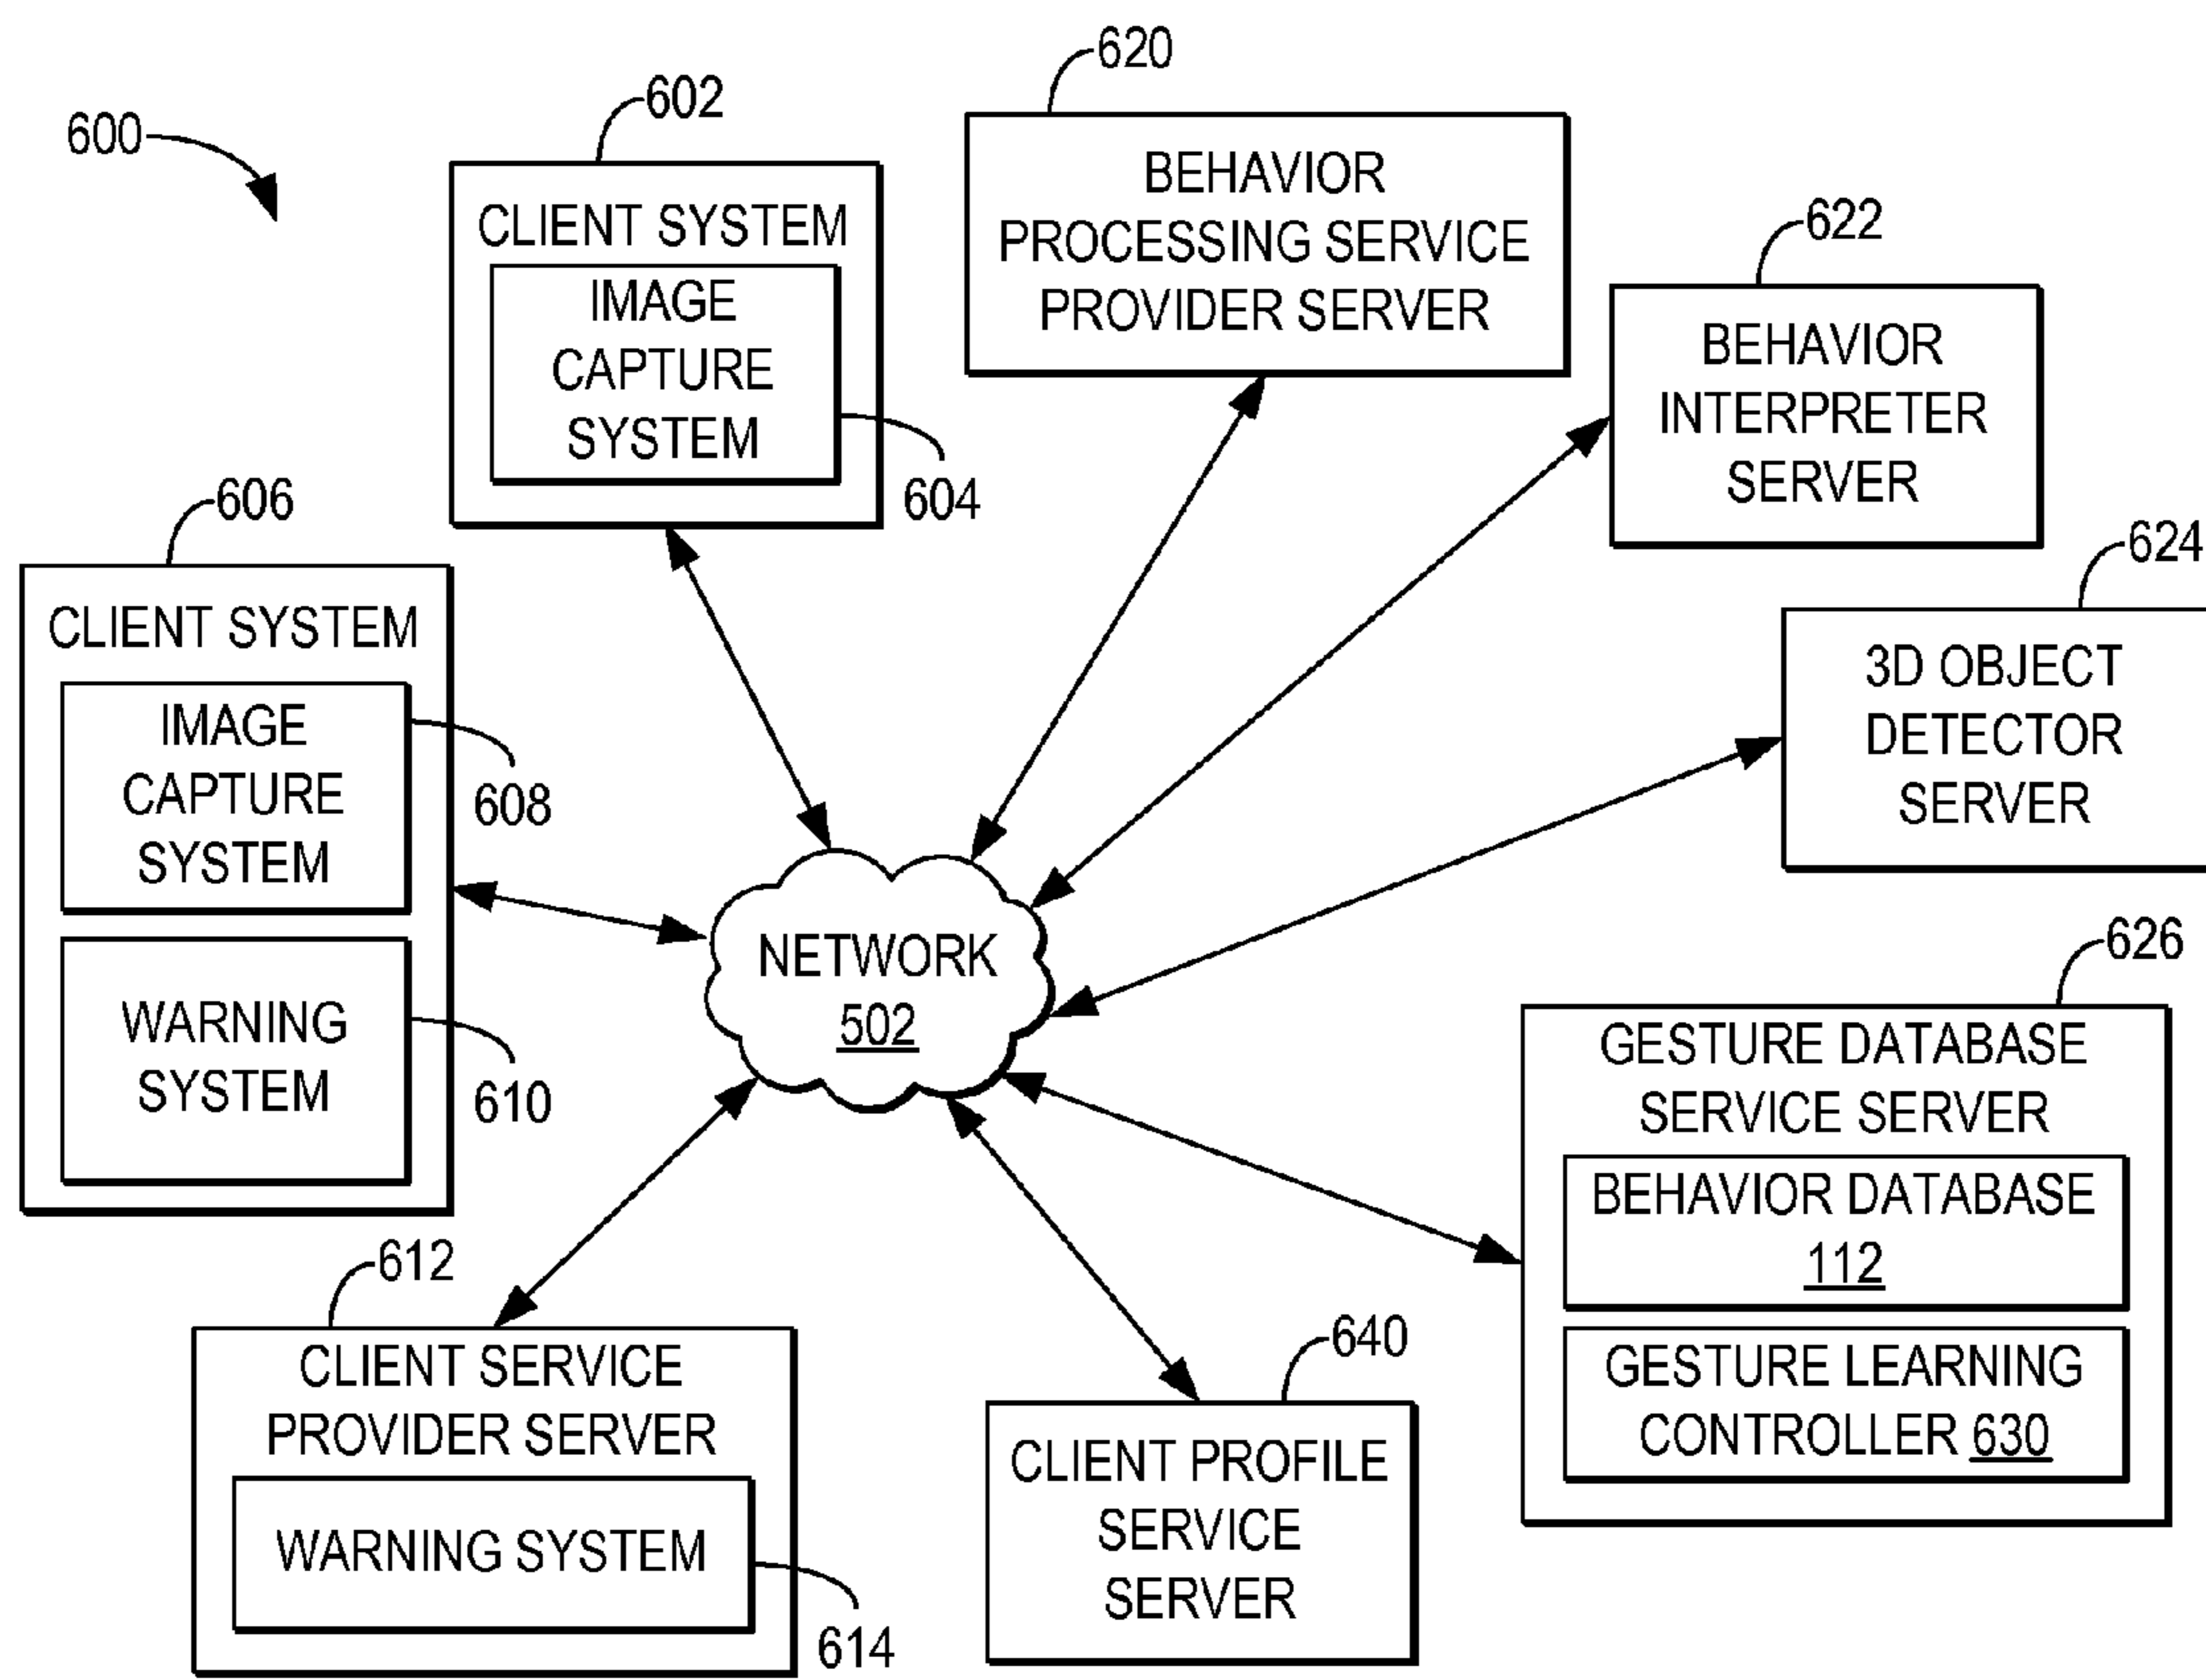 600
602
CLIENT SYSTEM
IMAGE
CAPTURE
SYSTEM
604
620
BEHAVIOR
PROCESSING SERVICE
PROVIDER SERVER
622
BEHAVIOR
INTERPRETER
SERVER
624
3D OBJECT
DETECTOR
SERVER
606
CLIENT SYSTEM
IMAGE
CAPTURE
SYSTEM
608
WARNING
SYSTEM
610
NETWORK
502
626
GESTURE DATABASE
SERVICE SERVER
BEHAVIOR DATABASE
112
GESTURE LEARNING
CONTROLLER 630
612
CLIENT SERVICE
PROVIDER SERVER
WARNING SYSTEM
614
640
CLIENT PROFILE
SERVICE
SERVER